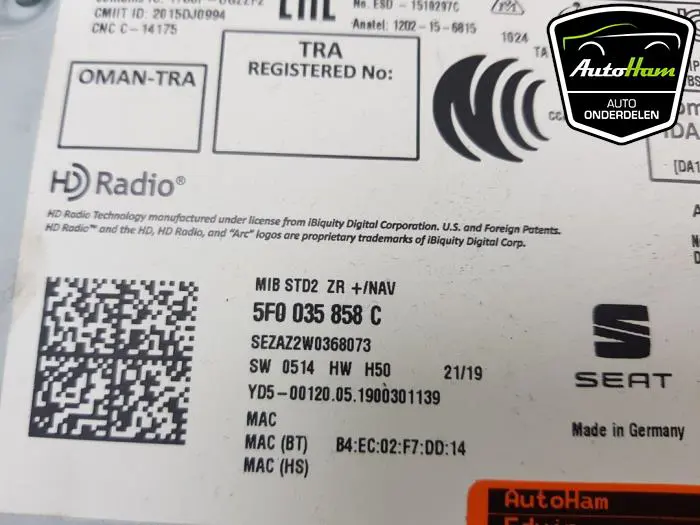 CMIIT ID: 2015DJ0994
CNC C-14175
No. ESD - 1510297C
Anatel: 1202-15-6815
1024
TA
AutoHam
AUTO
ONDERDELEN
OMAN-TRA
TRA
REGISTERED No:
HD Radio®
HD Radio Technology manufactured under license from iBiquity Digital Corporation. U.S. and Foreign Patents.
HD Radio™ and the HD, HD Radio, and "Arc" logos are proprietary trademarks of iBiquity Digital Corp.
MIB STD2 ZR +/NAV
5F0 035 858 C
SEZAZ2W0368073
SW 0514 HW H50 21/19
YD5-00120.05.1900301139
MAC
MAC (BT) B4:EC:02:F7:DD:14
MAC (HS)
SEAT
Made in Germany
AutoHam